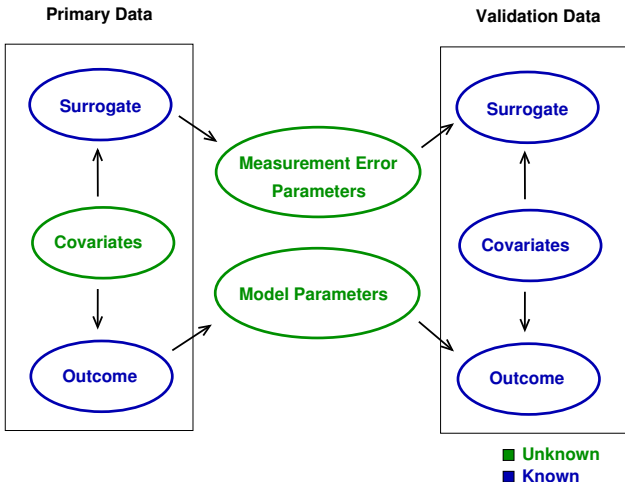 Primary Data
Validation Data
Surrogate
Surrogate
Measurement Error
Parameters
Covariates
Covariates
Model Parameters
Outcome
Outcome
Unknown
Known